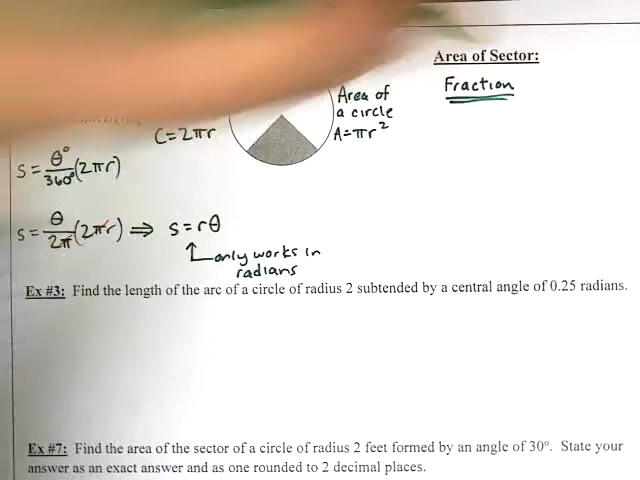 Area of Sector:
Fraction
Area of
a circle
A=πr²
C=2πr
s=θ°/360°(2πr)
s=θ/2π(2πr) ⇒ s=rθ
only works in
radians
Ex #3: Find the length of the arc of a circle of radius 2 subtended by a central angle of 0.25 radians.
Ex #7: Find the area of the sector of a circle of radius 2 feet formed by an angle of 30°. State your
answer as an exact answer and as one rounded to 2 decimal places.